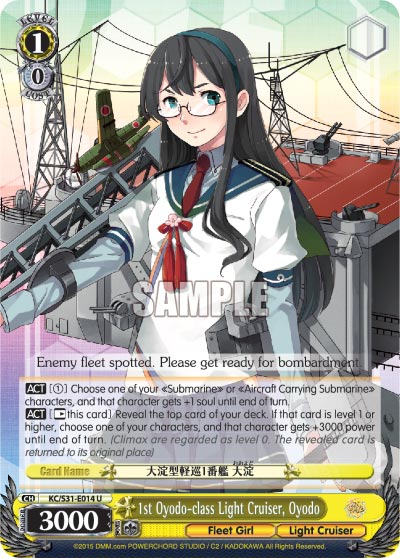 LEVEL
1
0
COST
SAMPLE
Enemy fleet spotted. Please get ready for bombardment.
ACT [①] Choose one of your «Submarine» or «Aircraft Carrying Submarine»
characters, and that character gets +1 soul until end of turn.
ACT [this card] Reveal the top card of your deck. If that card is level 1 or
higher, choose one of your characters, and that character gets +3000 power
until end of turn. (Climax are regarded as level 0. The revealed card is
returned to its original place)
Card Name
大淀型軽巡1番艦 大淀
CH KC/S31-E014 U
1st Oyodo-class Light Cruiser, Oyodo
POWER
3000
Fleet Girl
Light Cruiser
©2015 DMM.com POWERCHORD STUDIO / C2 / KADOKAWA All Rights Reserved.